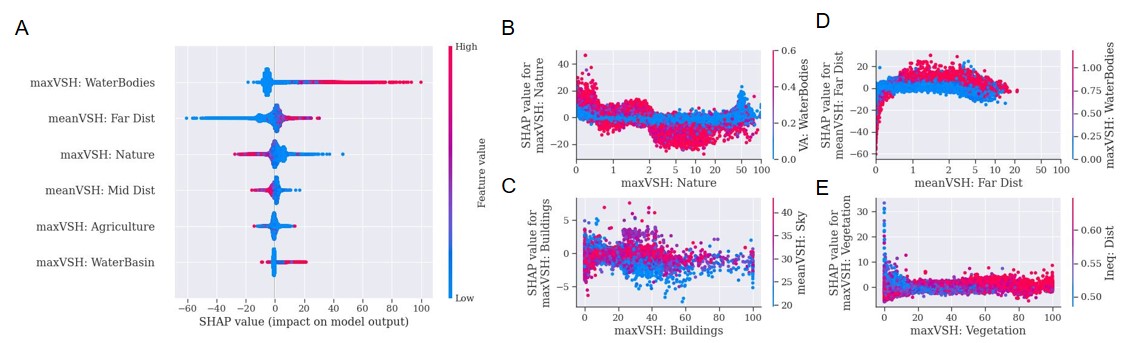 A
High
maxVSH: WaterBodies
meanVSH: Far Dist
maxVSH: Nature
meanVSH: Mid Dist
maxVSH: Agriculture
maxVSH: WaterBasin
Feature value
Low
−60 −40 −20 0 20 40 60 80 100
SHAP value (impact on model output)
B
SHAP value for
maxVSH: Nature
40
20
0
−20
0 1 2 5 10 20 50 100
maxVSH: Nature
0.6
0.4
0.2
0.0
VA: WaterBodies
C
SHAP value for
maxVSH: Buildings
5
0
−5
0 20 40 60 80 100
maxVSH: Buildings
40
35
30
25
20
meanVSH: Sky
D
SHAP value for
meanVSH: Far Dist
20
0
−20
−40
−60
0 1 2 5 10 20 50 100
meanVSH: Far Dist
1.00
0.75
0.50
0.25
0.00
maxVSH: WaterBodies
E
SHAP value for
maxVSH: Vegetation
30
20
10
0
0 20 40 60 80 100
maxVSH: Vegetation
0.60
0.55
0.50
Ineq: Dist